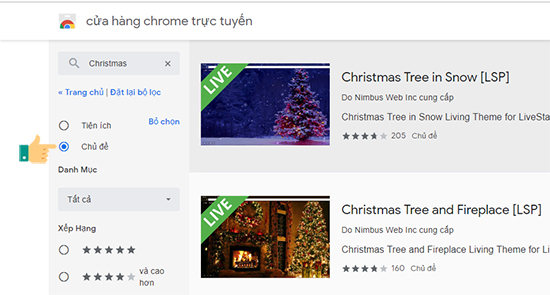 cửa hàng chrome trực tuyến
Christmas
« Trang chủ | Đặt lại bộ lọc
Tiện ích
Bỏ chọn
Chủ đề
Danh Mục
Tất cả
Xếp Hạng
và cao
hơn
LIVE
Christmas Tree in Snow [LSP]
Do Nimbus Web Inc cung cấp
Christmas Tree in Snow Living Theme for LiveSta
205 Chủ đề
LIVE
Christmas Tree and Fireplace [LSP]
Do Nimbus Web Inc cung cấp
Christmas Tree and Fireplace Living Theme for Li
160 Chủ đề